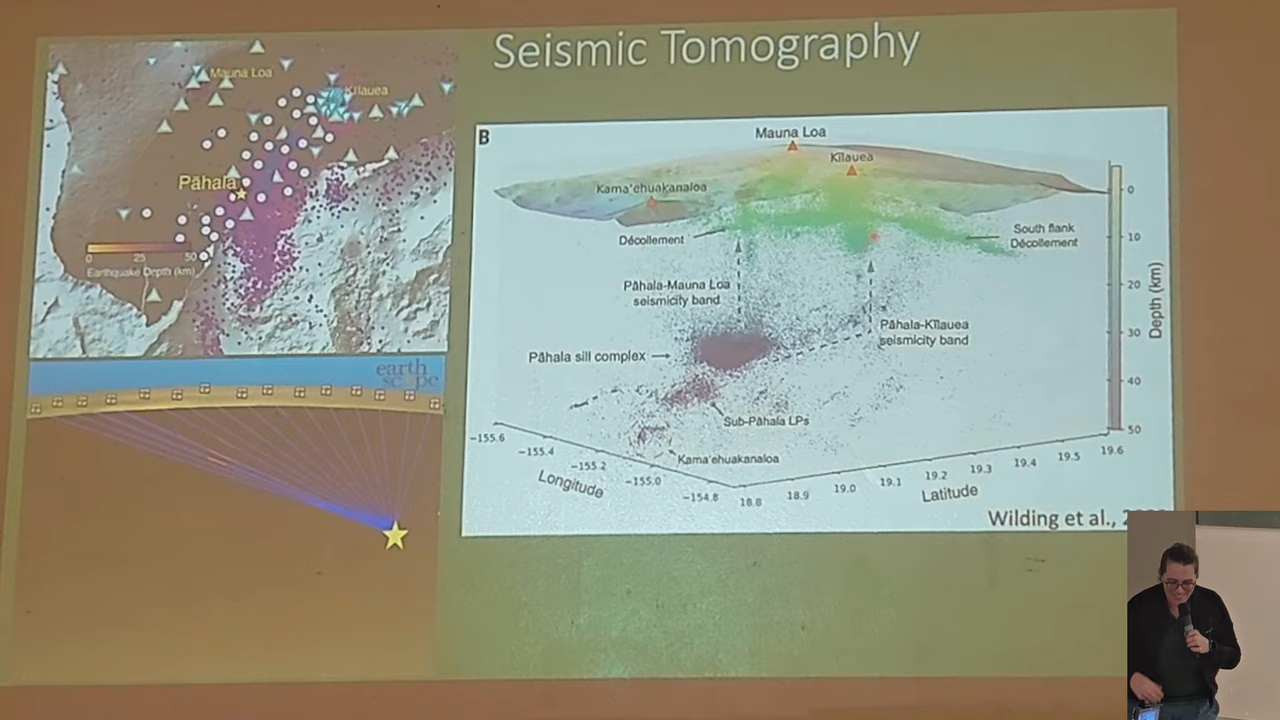 Seismic Tomography
Mauna Loa
Kīlauea
Pāhala
0 25 50
Earthquake Depth (km)
earth
scope
B
Mauna Loa
Kīlauea
Kama'ehuakanaloa
Décollement
South flank
Décollement
Pāhala-Mauna Loa
seismicity band
Pāhala-Kīlauea
seismicity band
Pāhala sill complex
Sub-Pāhala LPs
Kama'ehuakanaloa
0
10
20
30
40
50
Depth (km)
-155.6
-155.4
-155.2
-155.0
-154.8
Longitude
18.8
18.9
19.0
19.1
19.2
19.3
19.4
19.5
19.6
Latitude
Wilding et al.,